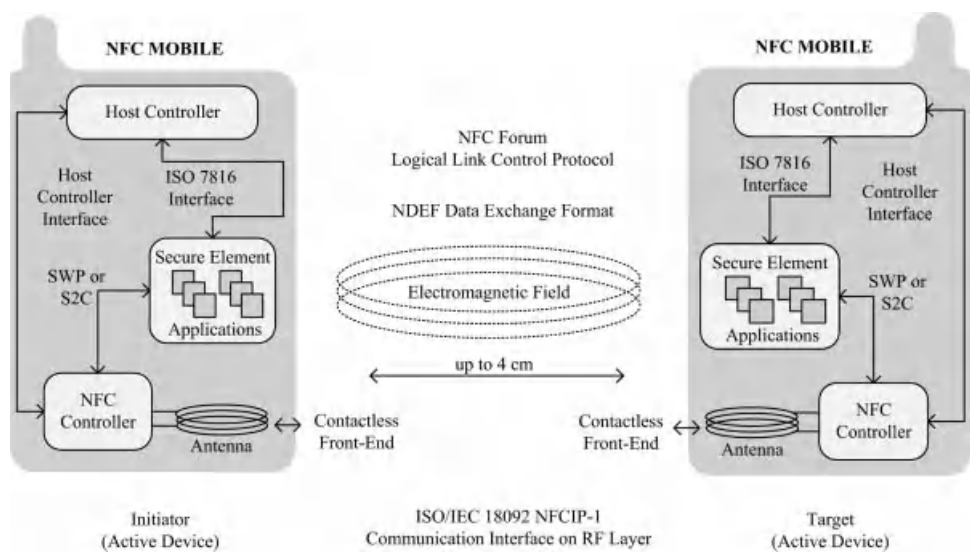 NFC MOBILE
Host Controller
Host
Controller
Interface
ISO 7816
Interface
Secure Element
Applications
SWP or
S2C
NFC
Controller
Antenna
Contactless
Front-End
Initiator
(Active Device)
NFC Forum
Logical Link Control Protocol
NDEF Data Exchange Format
Electromagnetic Field
up to 4 cm
ISO/IEC 18092 NFCIP-1
Communication Interface on RF Layer
NFC MOBILE
Host Controller
ISO 7816
Interface
Host
Controller
Interface
Secure Element
Applications
SWP or
S2C
NFC
Controller
Antenna
Contactless
Front-End
Target
(Active Device)